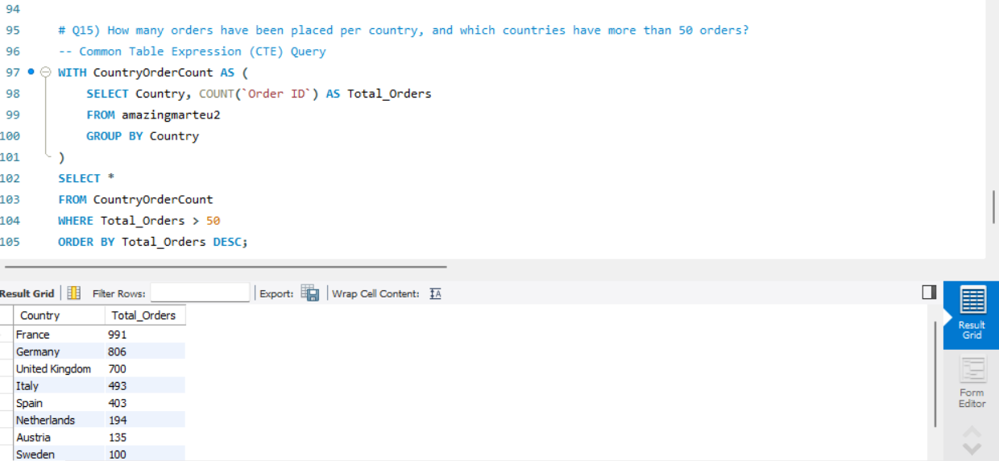 94
95 # Q15) How many orders have been placed per country, and which countries have more than 50 orders?
96 -- Common Table Expression (CTE) Query
97 WITH CountryOrderCount AS (
98 SELECT Country, COUNT(`Order ID`) AS Total_Orders
99 FROM amazingmarteu2
100 GROUP BY Country
101 )
102 SELECT *
103 FROM CountryOrderCount
104 WHERE Total_Orders > 50
105 ORDER BY Total_Orders DESC;
Result Grid Filter Rows: Export: Wrap Cell Content: IA
Country Total_Orders
France 991
Germany 806
United Kingdom 700
Italy 493
Spain 403
Netherlands 194
Austria 135
Sweden 100
Result
Grid
Form
Editor